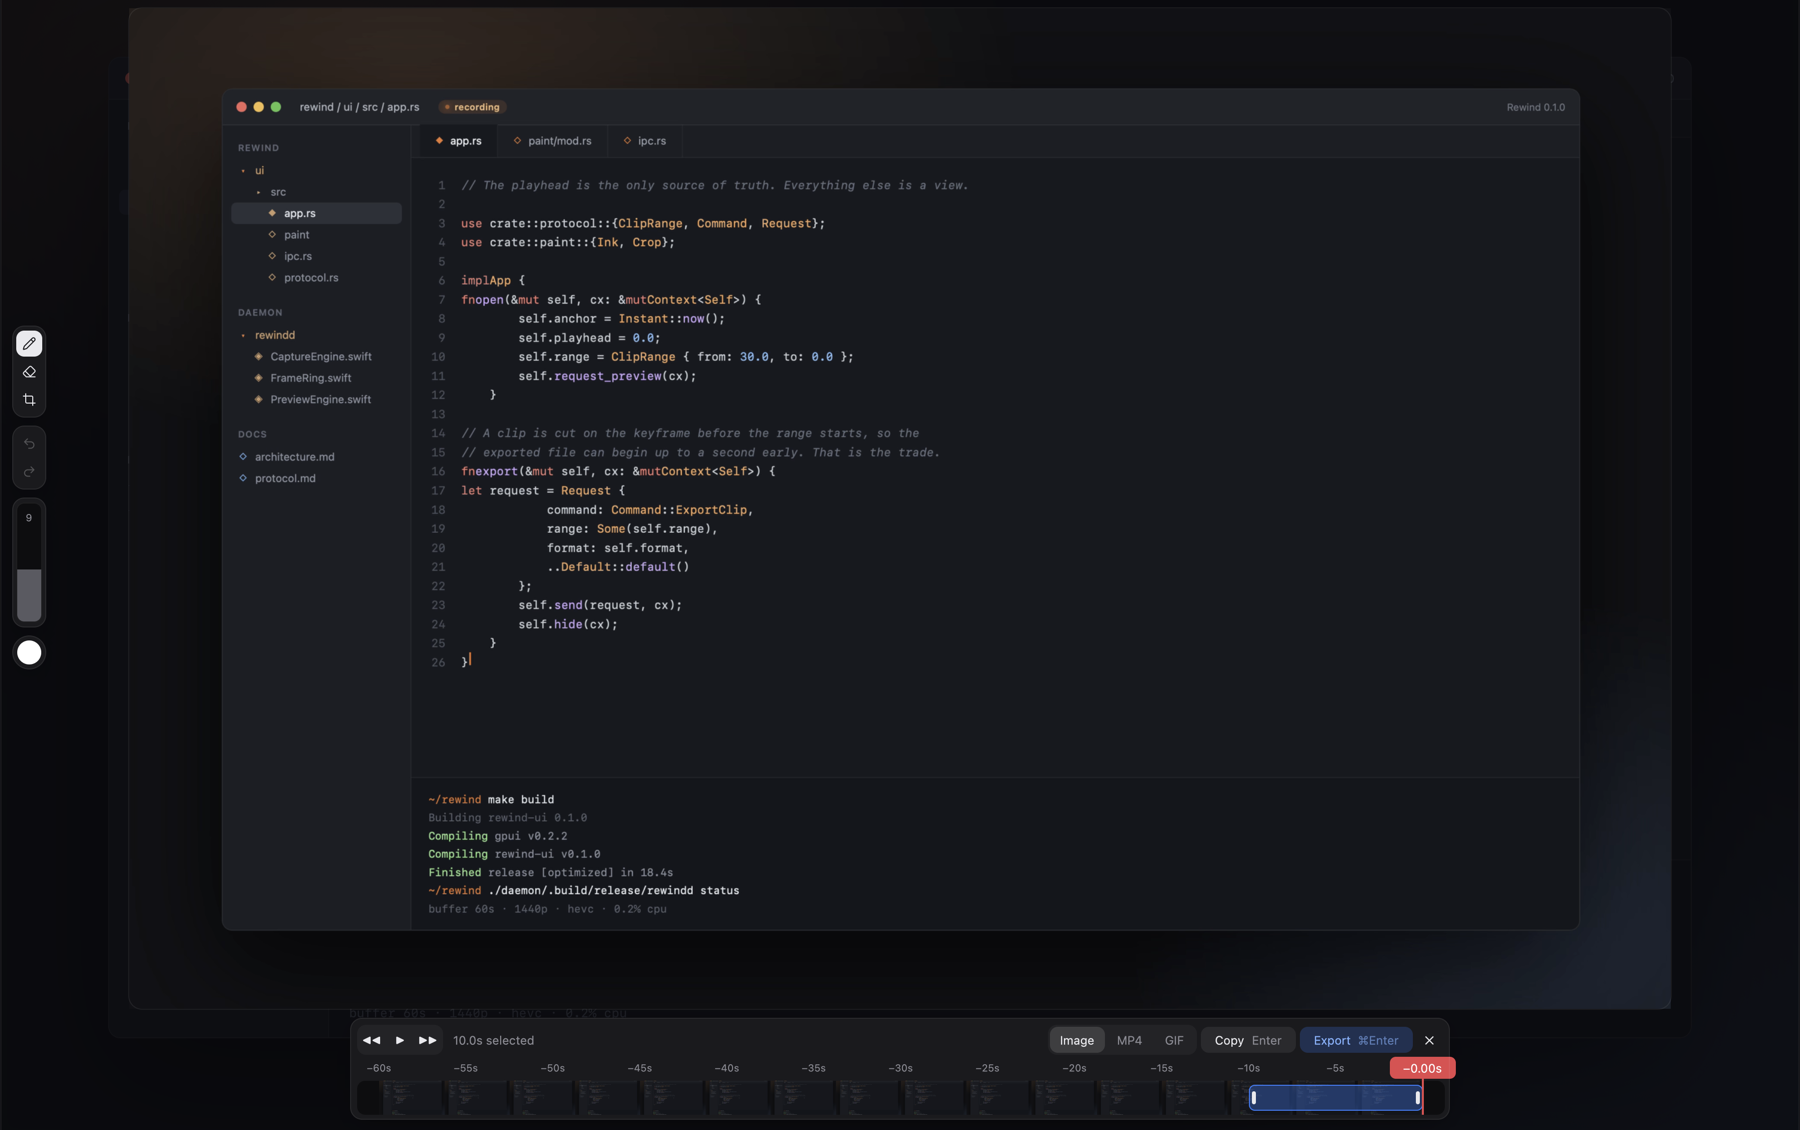 rewind / ui / src / app.rs
recording
Rewind 0.1.0
REWIND
ui
src
app.rs
paint
ipc.rs
protocol.rs
DAEMON
rewindd
CaptureEngine.swift
FrameRing.swift
PreviewEngine.swift
DOCS
architecture.md
protocol.md
app.rs
paint/mod.rs
ipc.rs
1 // The playhead is the only source of truth. Everything else is a view.
2
3 use crate::protocol::{ClipRange, Command, Request};
4 use crate::paint::{Ink, Crop};
5
6 implApp {
7 fnopen(&mut self, cx: &mutContext<Self>) {
8 self.anchor = Instant::now();
9 self.playhead = 0.0;
10 self.range = ClipRange { from: 30.0, to: 0.0 };
11 self.request_preview(cx);
12 }
13
14 // A clip is cut on the keyframe before the range starts, so the
15 // exported file can begin up to a second early. That is the trade.
16 fnexport(&mut self, cx: &mutContext<Self>) {
17 let request = Request {
18 command: Command::ExportClip,
19 range: Some(self.range),
20 format: self.format,
21 ..Default::default()
22 };
23 self.send(request, cx);
24 self.hide(cx);
25 }
26 }
~/rewind make build
Building rewind-ui 0.1.0
Compiling gpui v0.2.2
Compiling rewind-ui v0.1.0
Finished release [optimized] in 18.4s
~/rewind ./daemon/.build/release/rewindd status
buffer 60s · 1440p · hevc · 0.2% cpu
9
buffer 60s · 1440p · hevc · 0.2% cpu
10.0s selected
Image
MP4
GIF
Copy Enter
Export ⌘Enter
−60s
−55s
−50s
−45s
−40s
−35s
−30s
−25s
−20s
−15s
−10s
−5s
−0.00s